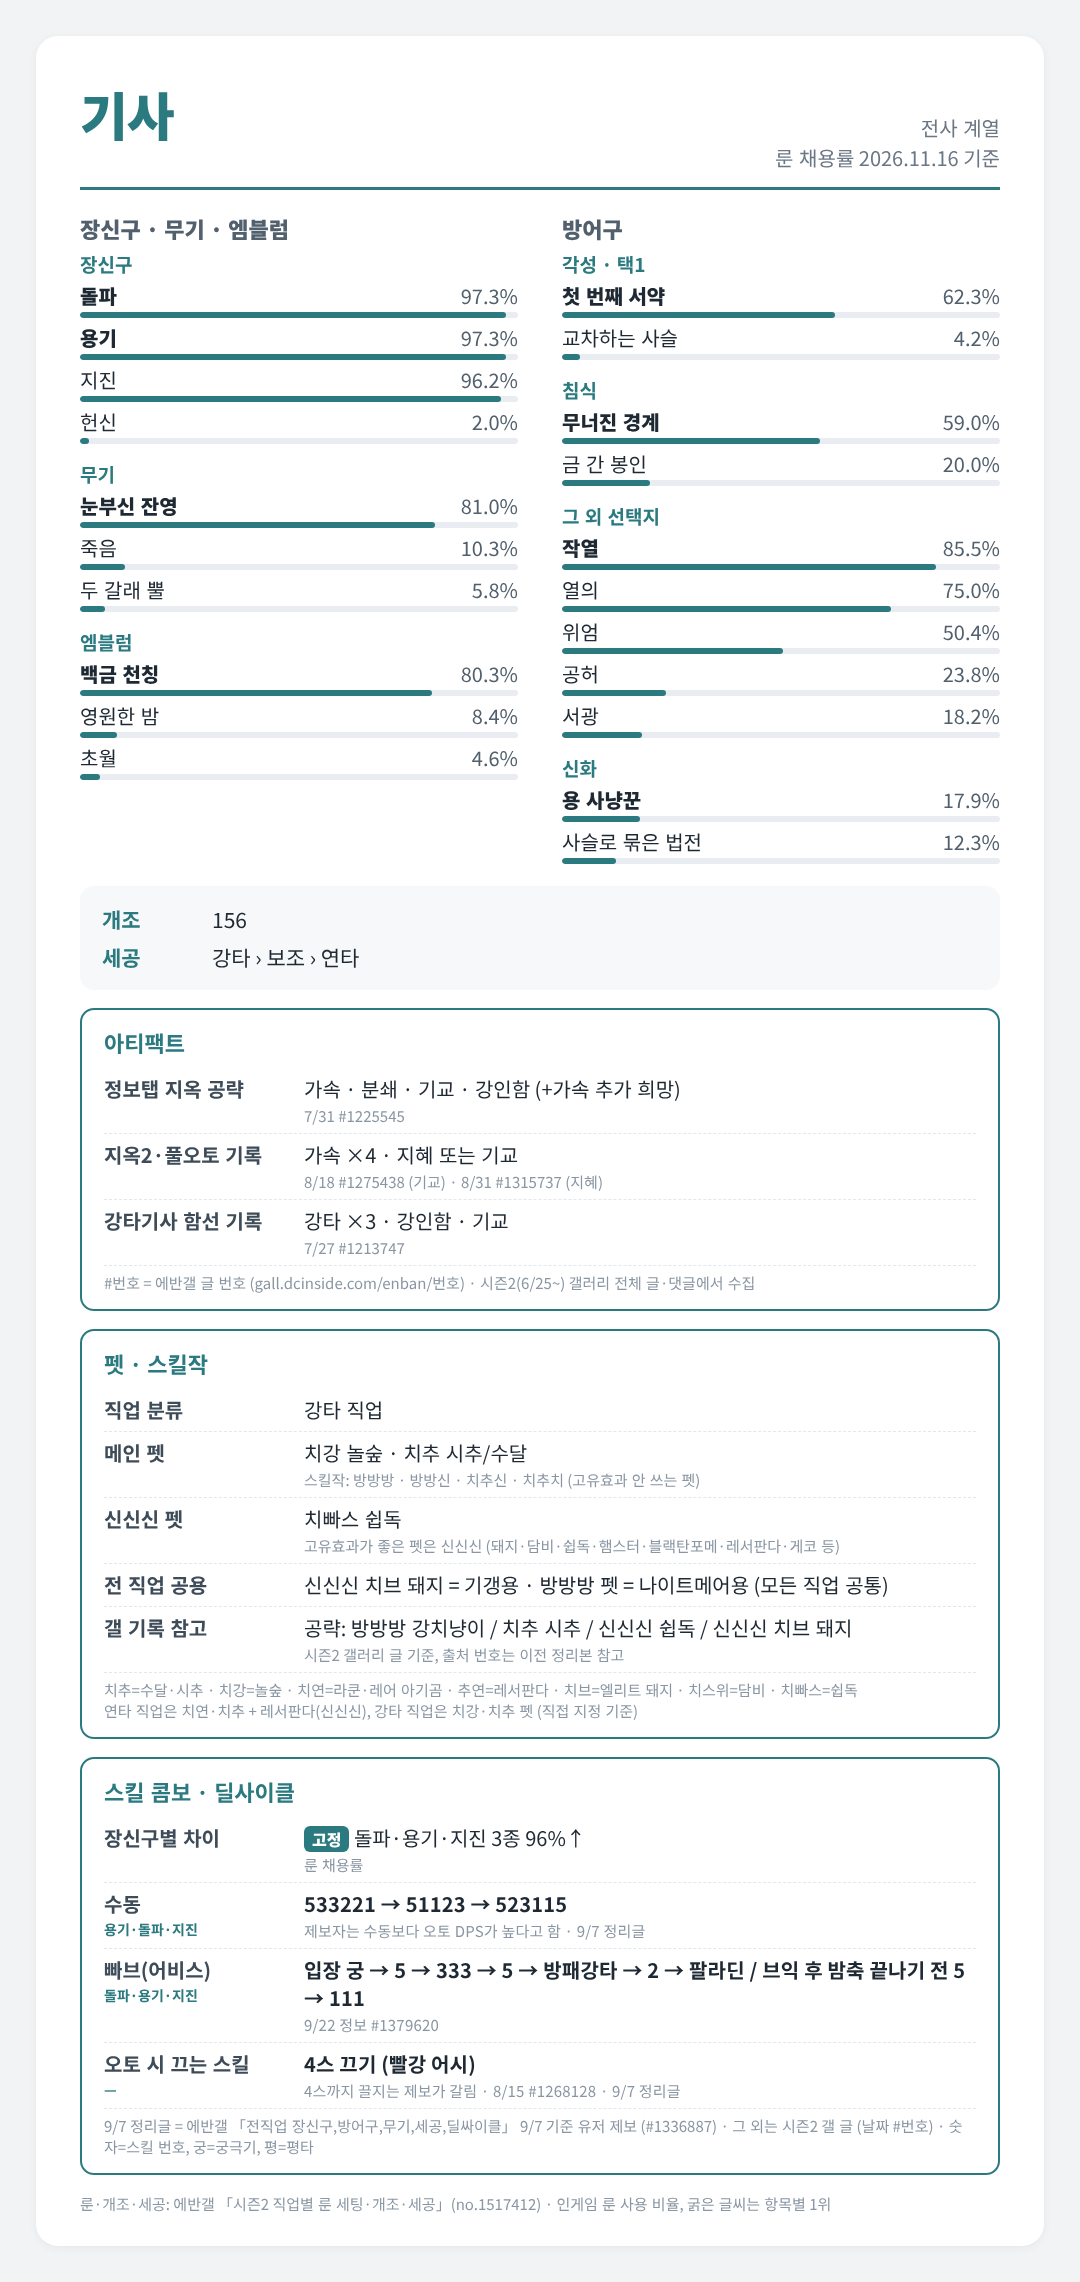 기사
전사 계열
룬 채용률 2026.11.16 기준
장신구 · 무기 · 엠블럼
장신구
돌파 97.3%
용기 97.3%
지진 96.2%
헌신 2.0%
무기
눈부신 잔영 81.0%
죽음 10.3%
두 갈래 뿔 5.8%
엠블럼
백금 천칭 80.3%
영원한 밤 8.4%
초월 4.6%
방어구
각성 · 택1
첫 번째 서약 62.3%
교차하는 사슬 4.2%
침식
무너진 경계 59.0%
금 간 봉인 20.0%
그 외 선택지
작열 85.5%
열의 75.0%
위엄 50.4%
공허 23.8%
서광 18.2%
신화
용 사냥꾼 17.9%
사슬로 묶은 법전 12.3%
개조 156
세공 강타 › 보조 › 연타
아티팩트
정보탭 지옥 공략 가속 · 분쇄 · 기교 · 강인함 (+가속 추가 희망)
7/31 #1225545
지옥2·풀오토 기록 가속 ×4 · 지혜 또는 기교
8/18 #1275438 (기교) · 8/31 #1315737 (지혜)
강타기사 함선 기록 강타 ×3 · 강인함 · 기교
7/27 #1213747
#번호 = 에반갤 글 번호 (gall.dcinside.com/enban/번호) · 시즌2(6/25~) 갤러리 전체 글·댓글에서 수집
펫 · 스킬작
직업 분류 강타 직업
메인 펫 치강 놀숲 · 치추 시추/수달
스킬작: 방방방 · 방방신 · 치추신 · 치추치 (고유효과 안 쓰는 펫)
신신신 펫 치빠스 쉽독
고유효과가 좋은 펫은 신신신 (돼지·담비·쉽독·햄스터·블랙탄포메·레서판다·게코 등)
전 직업 공용 신신신 치브 돼지 = 기갱용 · 방방방 펫 = 나이트메어용 (모든 직업 공통)
갤 기록 참고 공략: 방방방 강치냥이 / 치추 시추 / 신신신 쉽독 / 신신신 치브 돼지
시즌2 갤러리 글 기준, 출처 번호는 이전 정리본 참고
치추=수달·시추 · 치강=놀숲 · 치연=라쿤·레어 아기곰 · 추연=레서판다 · 치브=엘리트 돼지 · 치스위=담비 · 치빠스=쉽독
연타 직업은 치연·치추 + 레서판다(신신신), 강타 직업은 치강·치추 펫 (직접 지정 기준)
스킬 콤보 · 딜사이클
장신구별 차이 고정 돌파·용기·지진 3종 96%↑
룬 채용률
수동 533221 → 51123 → 523115
용기·돌파·지진 제보자는 수동보다 오토 DPS가 높다고 함 · 9/7 정리글
빠브(어비스) 입장 궁 → 5 → 333 → 5 → 방패강타 → 2 → 팔라딘 / 브익 후 밤축 끝나기 전 5
돌파·용기·지진 → 111
9/22 정보 #1379620
오토 시 끄는 스킬 4스 끄기 (빨강 어시)
— 4스까지 끌지는 제보가 갈림 · 8/15 #1268128 · 9/7 정리글
9/7 정리글 = 에반갤 「전직업 장신구,방어구,무기,세공,딜싸이클」 9/7 기준 유저 제보 (#1336887) · 그 외는 시즌2 갤 글 (날짜 #번호) · 숫
자=스킬 번호, 궁=궁극기, 평=평타
룬·개조·세공: 에반갤 「시즌2 직업별 룬 세팅·개조·세공」(no.1517412) · 인게임 룬 사용 비율, 굵은 글씨는 항목별 1위